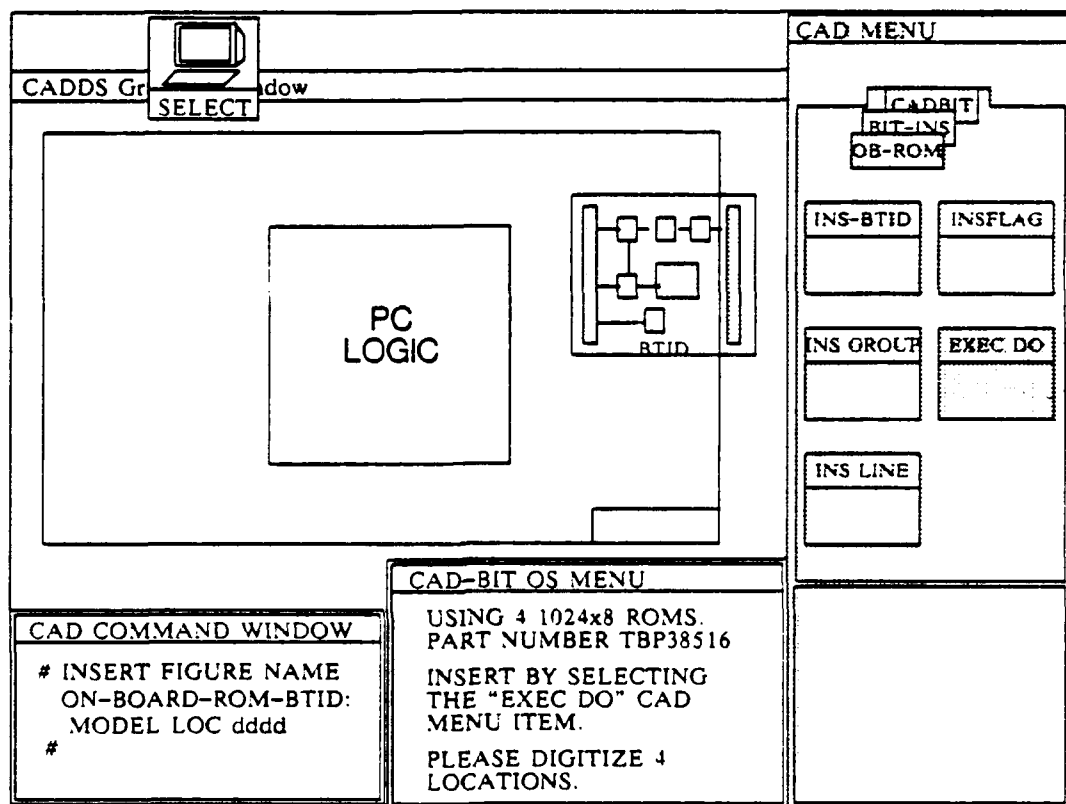 CAD MENU
CADDS Gr dow
SELECT
CADBIT
BIT-INS
OB-ROM
INS-BTID
INSFLAG
PC
LOGIC
BTID
INS GROUP
EXEC DO
INS LINE
CAD-BIT OS MENU
USING 4 1024x8 ROMS.
PART NUMBER TBP38516
INSERT BY SELECTING
THE "EXEC DO" CAD
MENU ITEM.
PLEASE DIGITIZE 4
LOCATIONS.
CAD COMMAND WINDOW
# INSERT FIGURE NAME
ON-BOARD-ROM-BTID:
MODEL LOC dddd
#